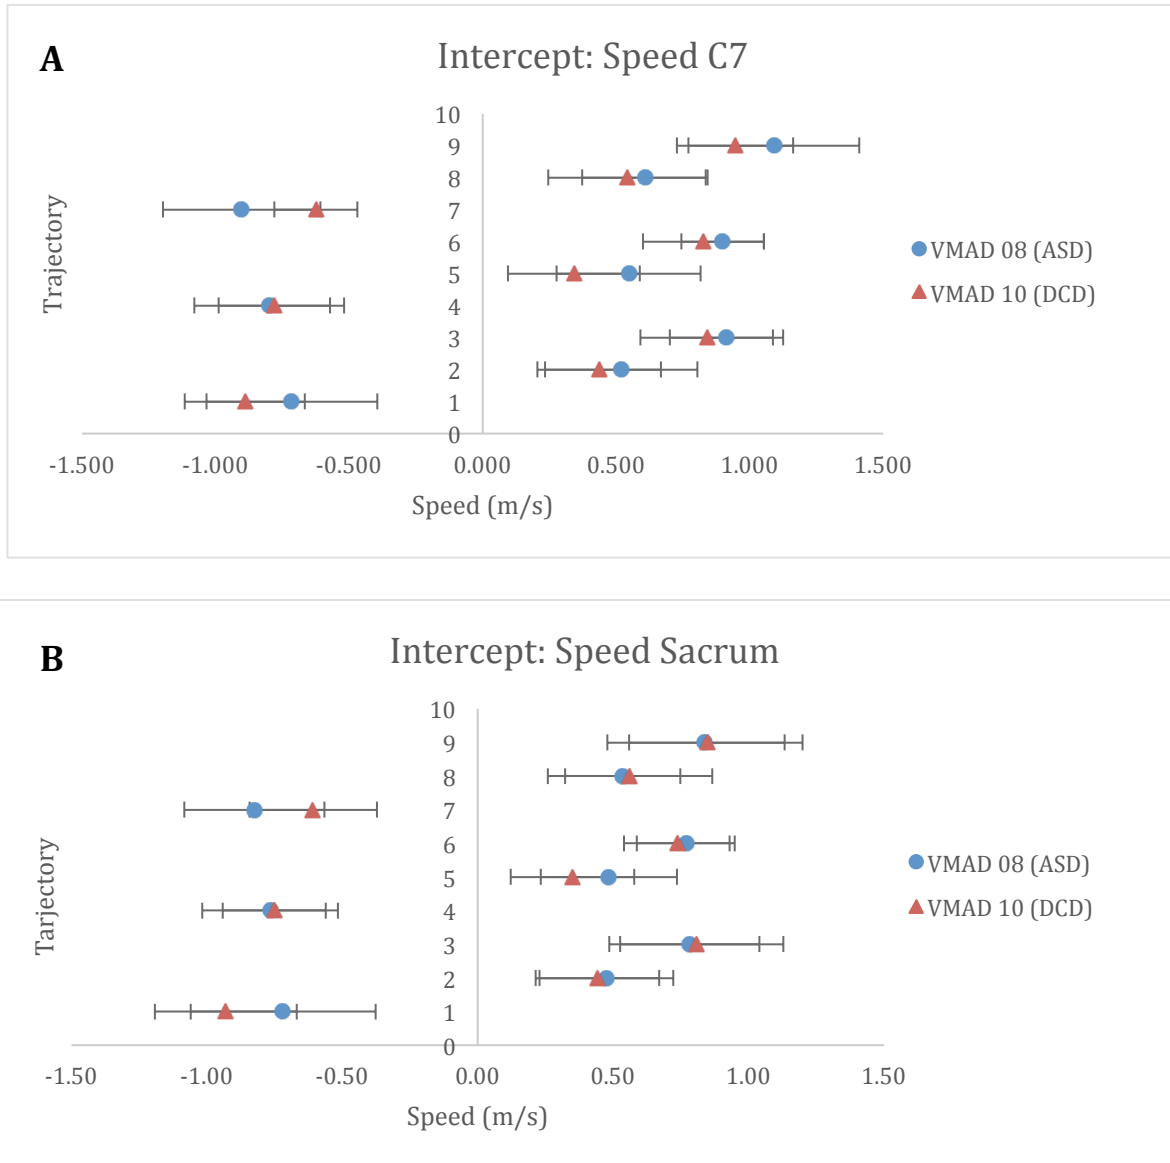 A
Intercept: Speed C7
10
9
8
7
6
5
4
3
2
1
0
Trajectory
-1.500 -1.000 -0.500 0.000 0.500 1.000 1.500
Speed (m/s)
VMAD 08 (ASD)
VMAD 10 (DCD)
B
Intercept: Speed Sacrum
10
9
8
7
6
5
4
3
2
1
0
Tarjectory
-1.50 -1.00 -0.50 0.00 0.50 1.00 1.50
Speed (m/s)
VMAD 08 (ASD)
VMAD 10 (DCD)